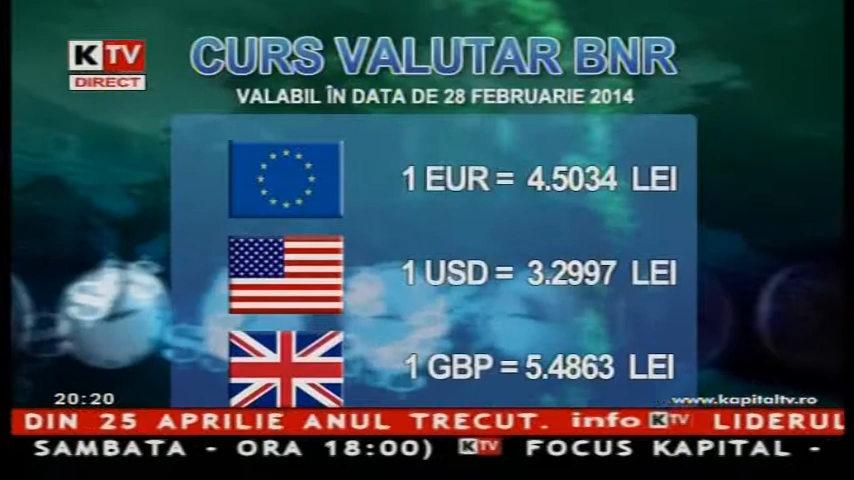 KTV
DIRECT
CURS VALUTAR BNR
VALABIL ÎN DATA DE 28 FEBRUARIE 2014
1 EUR = 4.5034 LEI
1 USD = 3.2997 LEI
1 GBP = 5.4863 LEI
20:20
www.kapitaltv.ro
DIN 25 APRILIE ANUL TRECUT. info KTV LIDERUL
SAMBATA - ORA 18:00) KTV FOCUS KAPITAL -